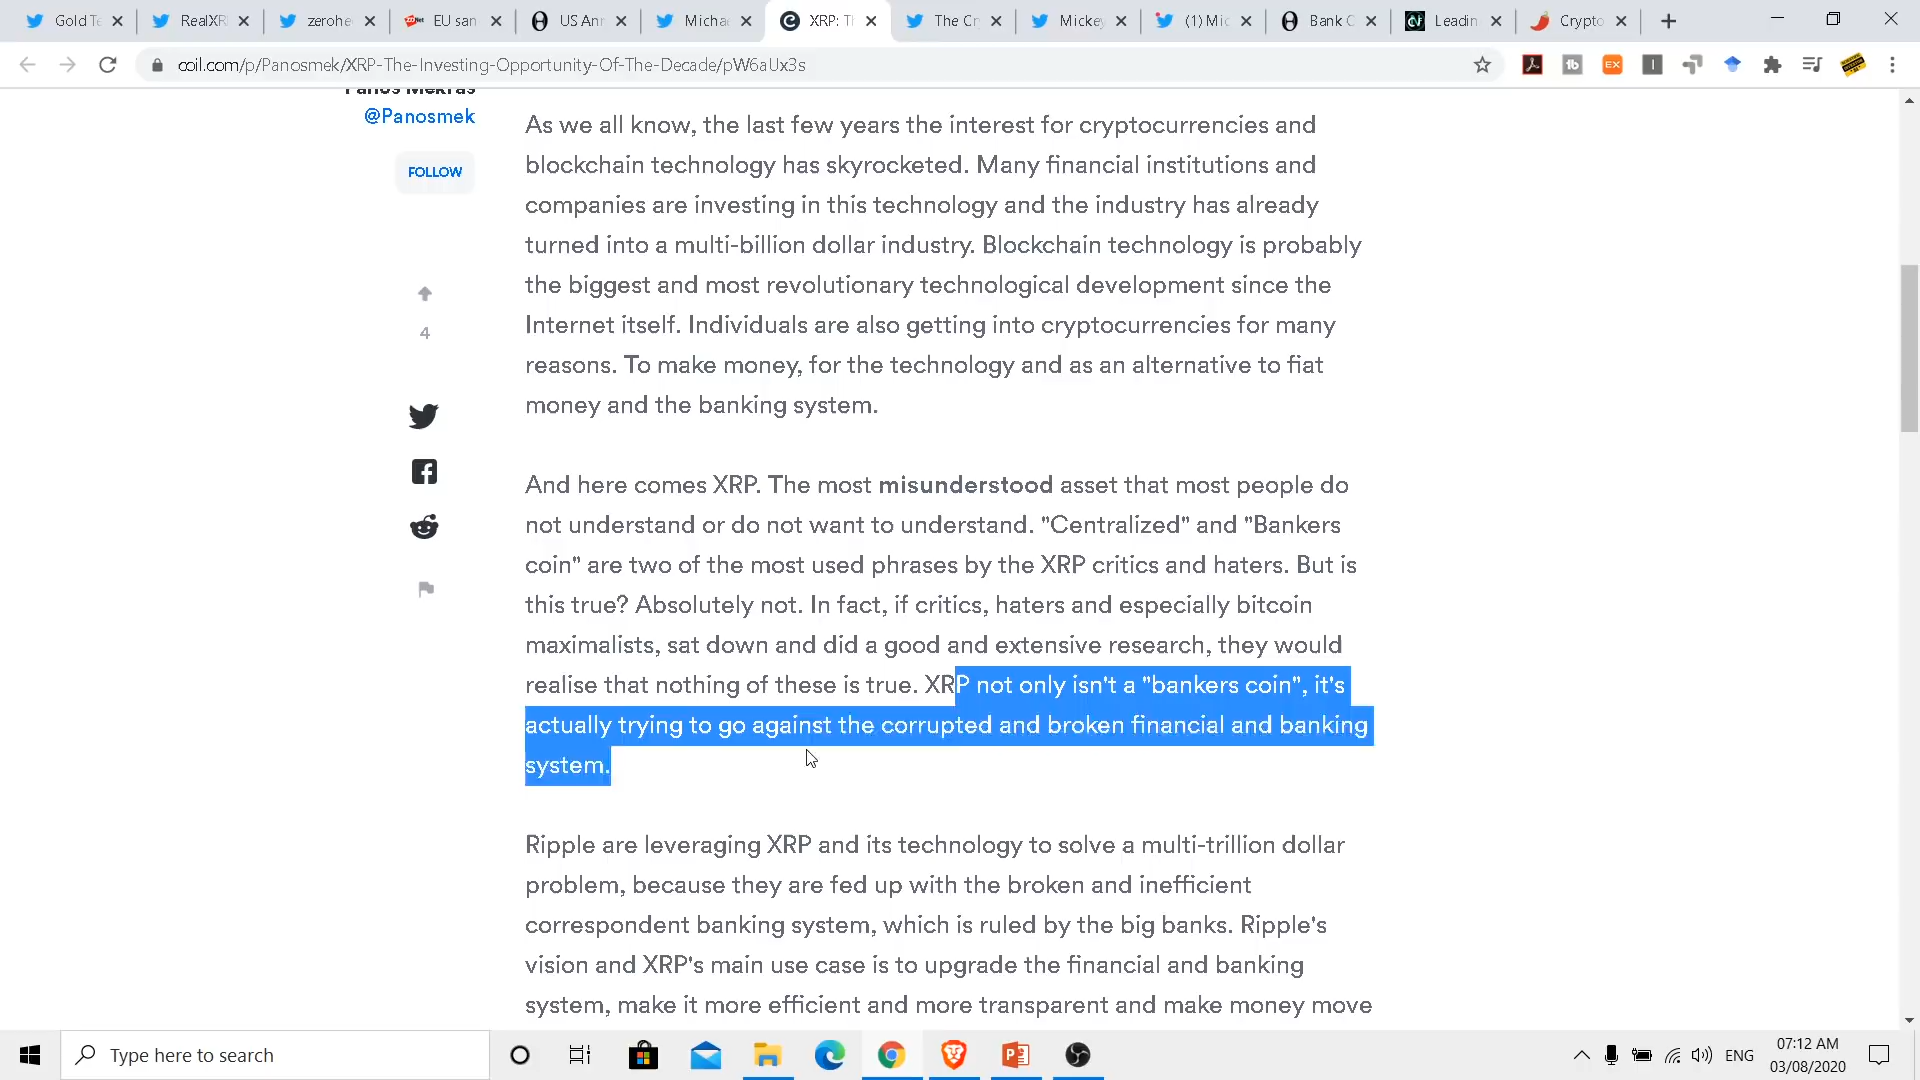 Gold Te
RealXR
zerohe
EU san
US Ann
Michae
XRP: Th
The Cr
Mickey
(1) Mic
Bank C
Leadin
Crypto
coil.com/p/Panosmek/XRP-The-Investing-Opportunity-Of-The-Decade/pW6aUx3s
Panos Mekras
@Panosmek
FOLLOW
4
As we all know, the last few years the interest for cryptocurrencies and
blockchain technology has skyrocketed. Many financial institutions and
companies are investing in this technology and the industry has already
turned into a multi-billion dollar industry. Blockchain technology is probably
the biggest and most revolutionary technological development since the
Internet itself. Individuals are also getting into cryptocurrencies for many
reasons. To make money, for the technology and as an alternative to fiat
money and the banking system.
And here comes XRP. The most misunderstood asset that most people do
not understand or do not want to understand. "Centralized" and "Bankers
coin" are two of the most used phrases by the XRP critics and haters. But is
this true? Absolutely not. In fact, if critics, haters and especially bitcoin
maximalists, sat down and did a good and extensive research, they would
realise that nothing of these is true. XRP not only isn't a "bankers coin", it's
actually trying to go against the corrupted and broken financial and banking
system.
Ripple are leveraging XRP and its technology to solve a multi-trillion dollar
problem, because they are fed up with the broken and inefficient
correspondent banking system, which is ruled by the big banks. Ripple's
vision and XRP's main use case is to upgrade the financial and banking
system, make it more efficient and more transparent and make money move
Type here to search
ENG
07:12 AM
03/08/2020